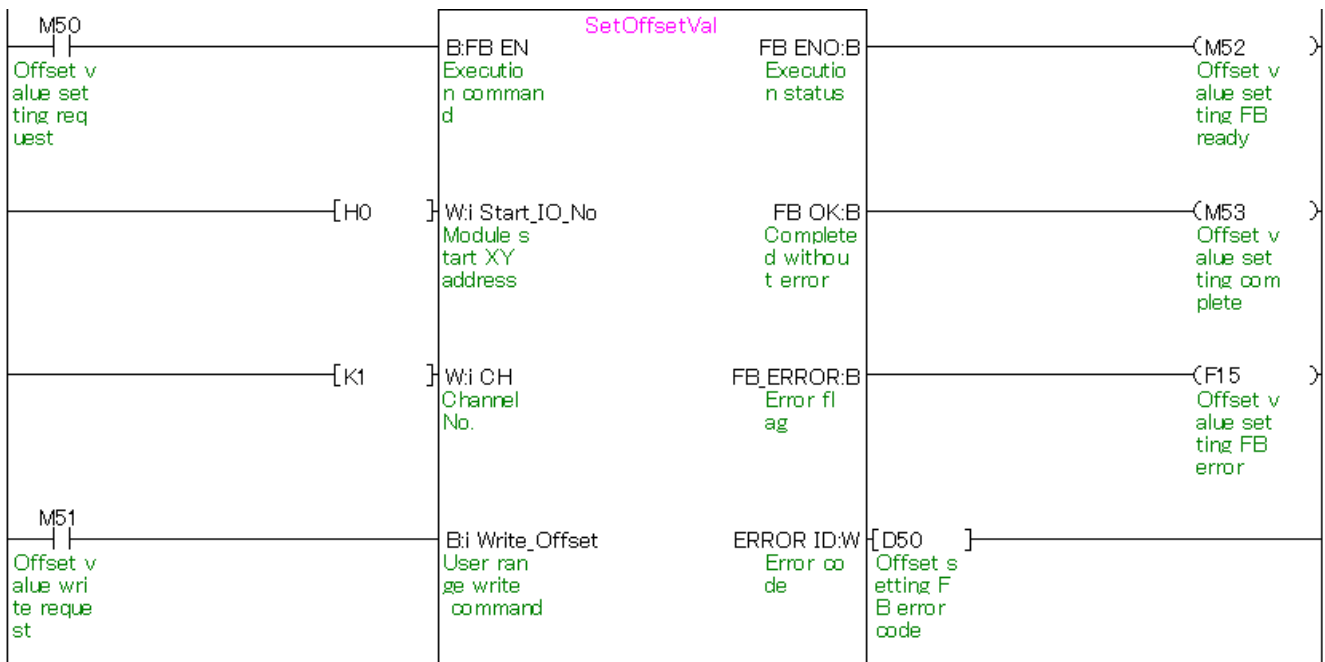 M50
SetOffsetVal
B:FB EN
FB ENO:B
(M52 )
Offset v
alue set
ting req
uest
Executio
n comman
d
Executio
n status
Offset v
alue set
ting FB
ready
[H0 ]
W:i Start_IO_No
FB OK:B
(M53 )
Module s
tart XY
address
Complete
d withou
t error
Offset v
alue set
ting com
plete
[K1 ]
W:i CH
FB_ERROR:B
(F15 )
Channel
No.
Error fl
ag
Offset v
alue set
ting FB
error
M51
B:i Write_Offset
ERROR ID:W
[D50 ]
Offset v
alue wri
te reque
st
User ran
ge write
command
Error co
de
Offset s
etting F
B error
code